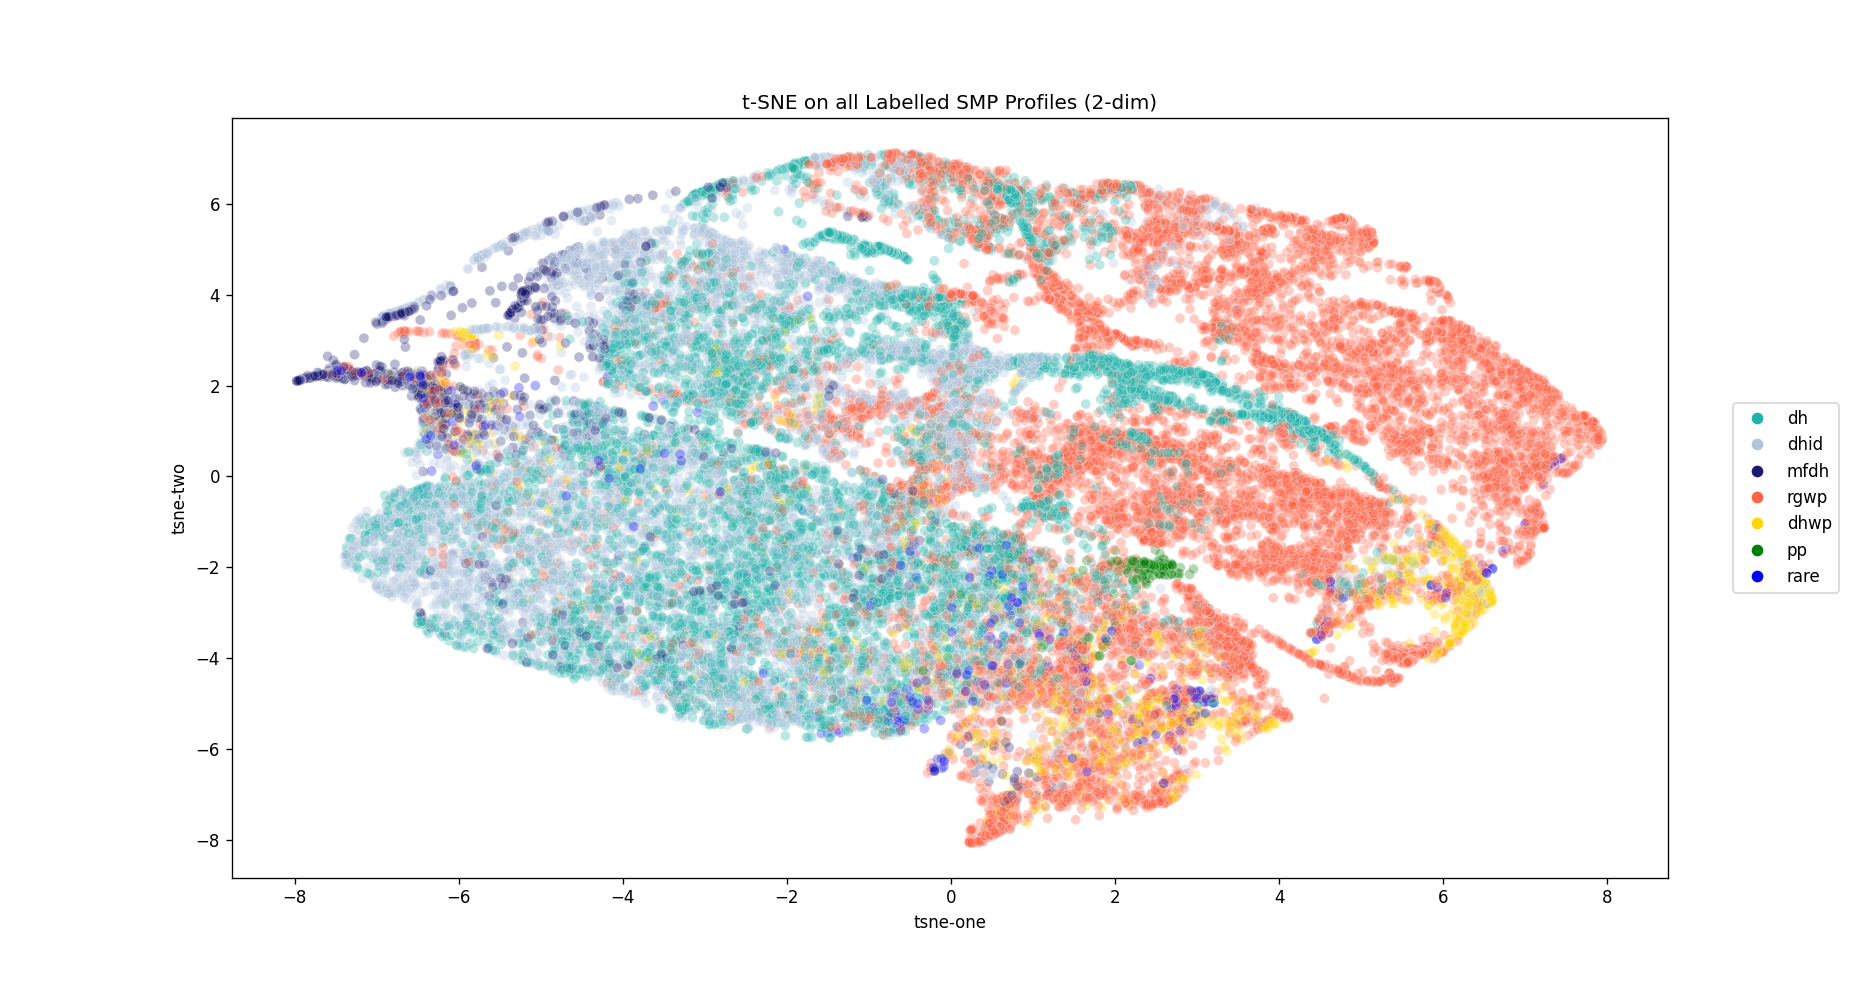 t-SNE on all Labelled SMP Profiles (2-dim)
tsne-two
6
4
2
0
−2
−4
−6
−8
−8
−6
−4
−2
0
2
4
6
8
tsne-one
dh
dhid
mfdh
rgwp
dhwp
pp
rare